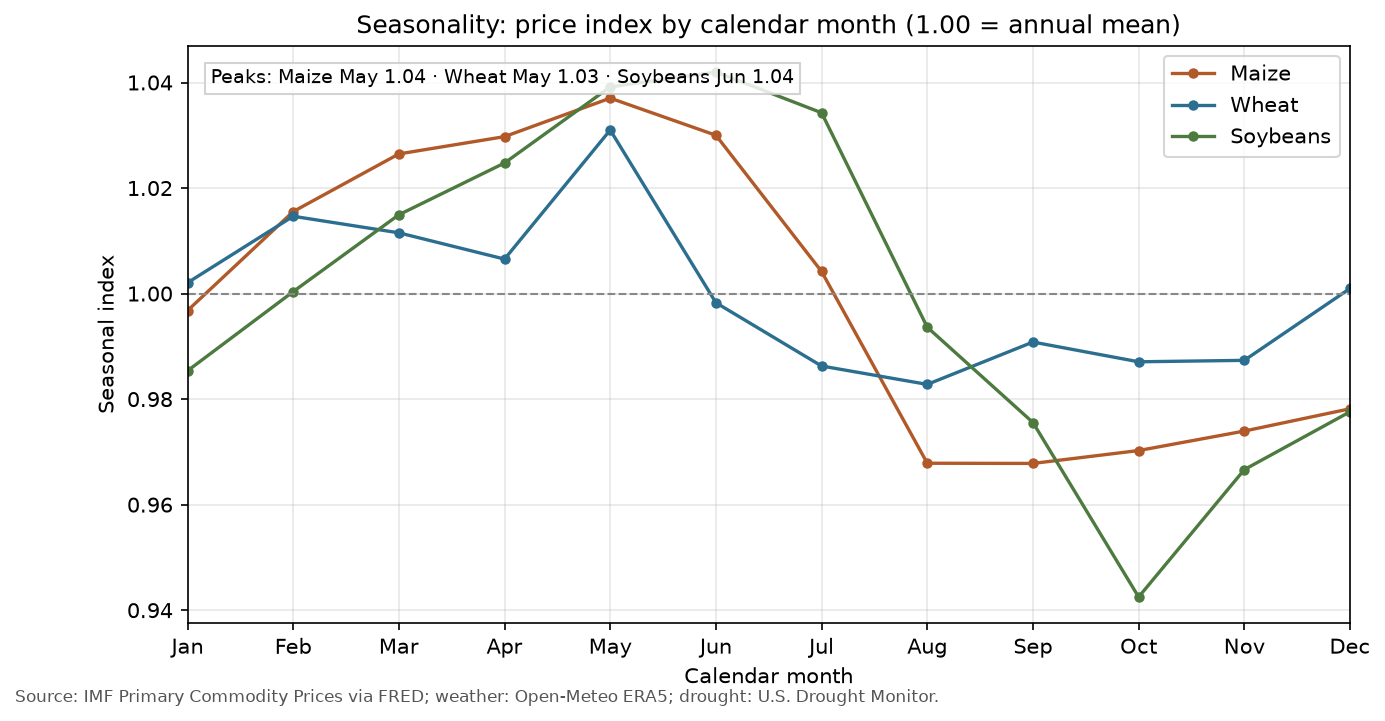 Seasonality: price index by calendar month (1.00 = annual mean)
Peaks: Maize May 1.04 · Wheat May 1.03 · Soybeans Jun 1.04
Maize
Wheat
Soybeans
Seasonal index
1.04
1.02
1.00
0.98
0.96
0.94
Jan Feb Mar Apr May Jun Jul Aug Sep Oct Nov Dec
Calendar month
Source: IMF Primary Commodity Prices via FRED; weather: Open-Meteo ERA5; drought: U.S. Drought Monitor.